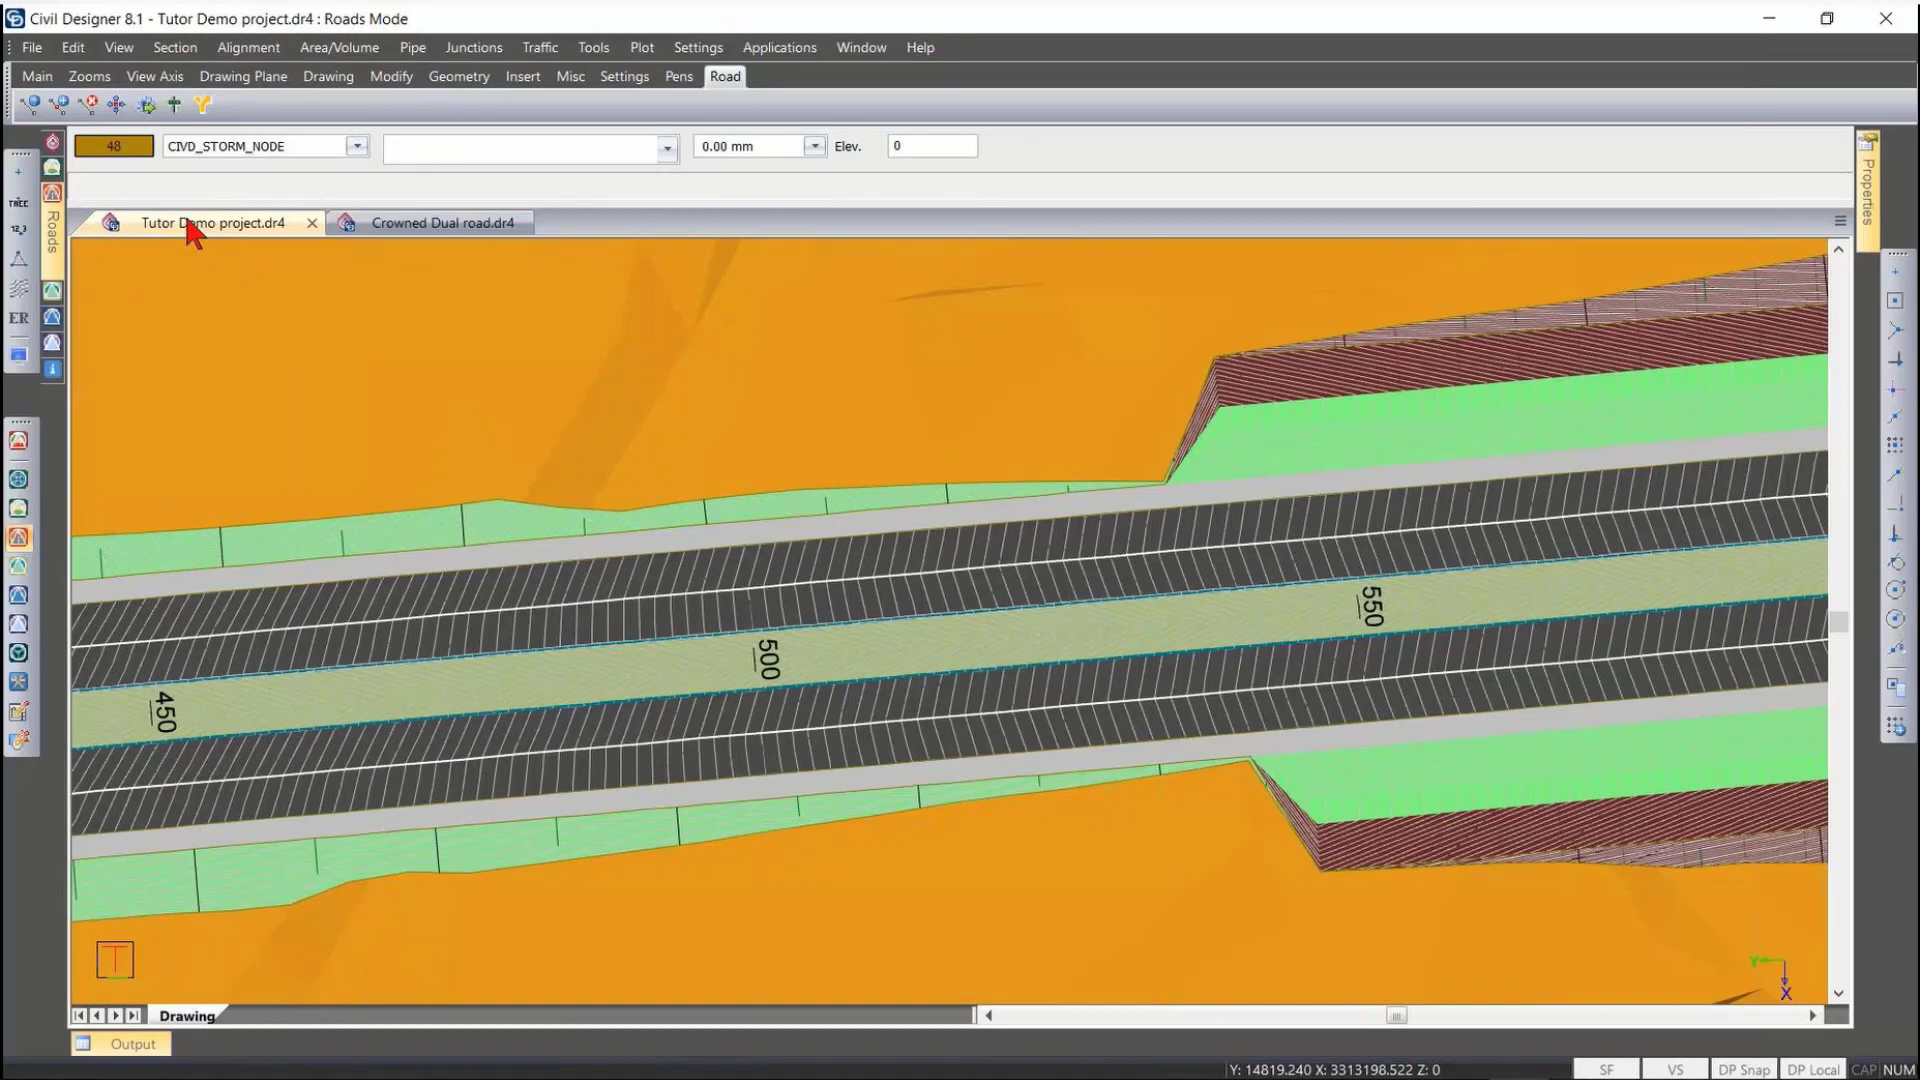 Civil Designer 8.1 - Tutor Demo project.dr4 : Roads Mode
File Edit View Section Alignment Area/Volume Pipe Junctions Traffic Tools Plot Settings Applications Window Help
Main Zooms View Axis Drawing Plane Drawing Modify Geometry Insert Misc Settings Pens Road
48 CIVD_STORM_NODE 0.00 mm Elev. 0
Tutor Demo project.dr4 Crowned Dual road.dr4
Roads
Properties
ER
550
500
450
T
Y
X
Drawing
Output
Y: 14819.240 X: 3313198.522 Z: 0 SF VS DP Snap DP Local CAP NUM